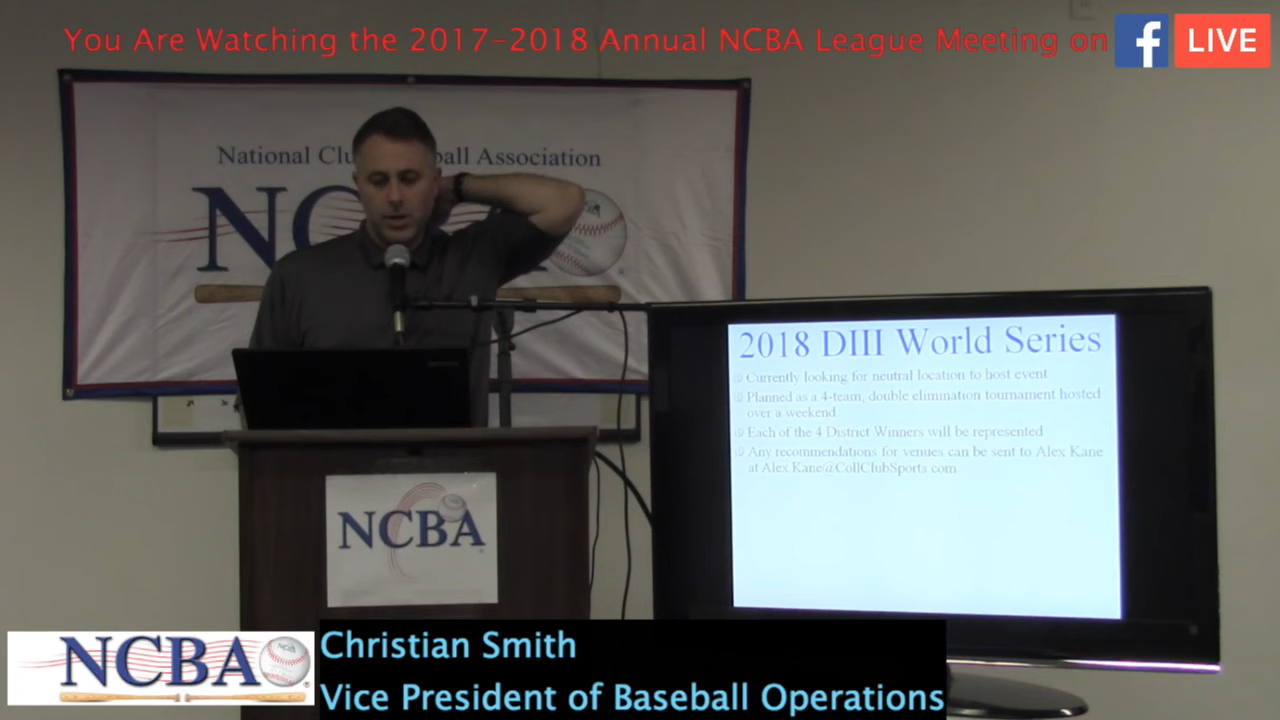 You Are Watching the 2017-2018 Annual NCBA League Meeting on f LIVE
National Clu ball Association
NC
2018 DIII World Series
Currently looking for neutral location to host event
Planned as a 4-team, double elimination tournament hosted
over a weekend
Each of the 4 District Winners will be represented
Any recommendations for venues can be sent to Alex Kane
at Alex.Kane@CollClubSports.com
NCBA
NCBA
Christian Smith
Vice President of Baseball Operations